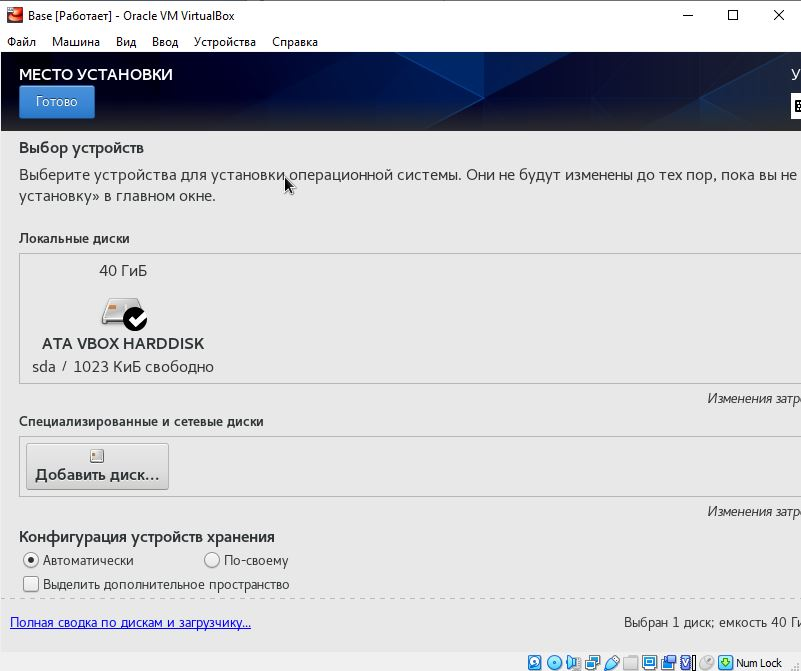 Base [Работает] - Oracle VM VirtualBox
Файл Машина Вид Ввод Устройства Справка
МЕСТО УСТАНОВКИ
Готово
Выбор устройств
Выберите устройства для установки операционной системы. Они не будут изменены до тех пор, пока вы не
установку» в главном окне.
Локальные диски
40 ГиБ
ATA VBOX HARDDISK
sda / 1023 КиБ свободно
Изменения затр
Специализированные и сетевые диски
Добавить диск...
Изменения затр
Конфигурация устройств хранения
Автоматически По-своему
Выделить дополнительное пространство
Полная сводка по дискам и загрузчику...
Выбран 1 диск; емкость 40 Ги
Num Lock